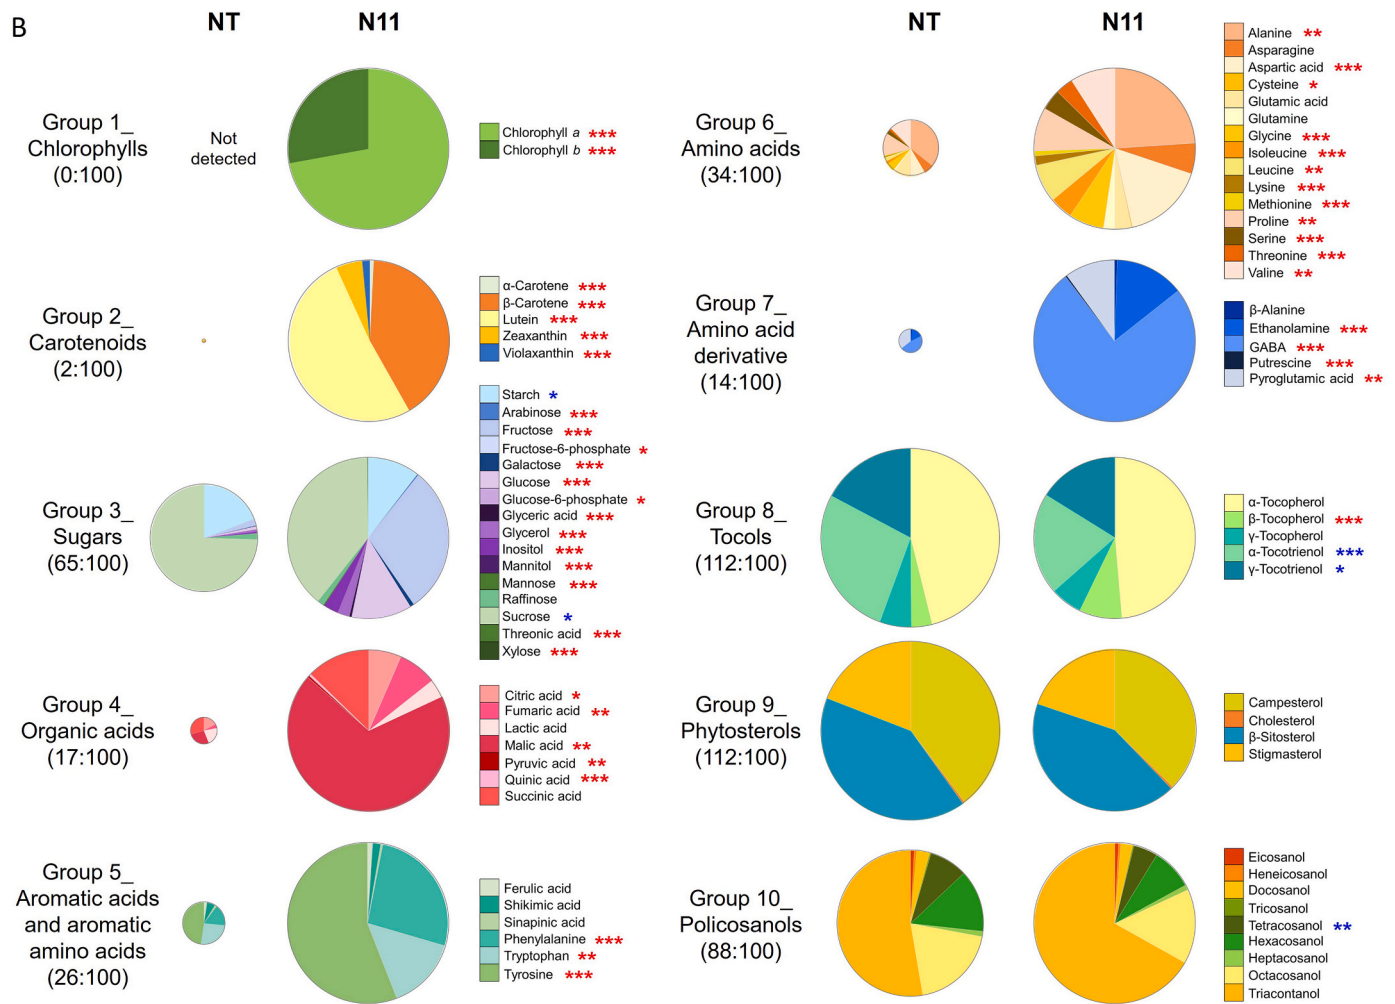 B
NT
N11
Group 1_
Chlorophylls
(0:100)
Not
detected
Chlorophyll a ***
Chlorophyll b ***
Group 2_
Carotenoids
(2:100)
α-Carotene ***
β-Carotene ***
Lutein ***
Zeaxanthin ***
Violaxanthin ***
Group 3_
Sugars
(65:100)
Starch *
Arabinose ***
Fructose ***
Fructose-6-phosphate *
Galactose ***
Glucose ***
Glucose-6-phosphate *
Glyceric acid ***
Glycerol ***
Inositol ***
Mannitol ***
Mannose ***
Raffinose
Sucrose *
Threonic acid ***
Xylose ***
Group 4_
Organic acids
(17:100)
Citric acid *
Fumaric acid **
Lactic acid
Malic acid **
Pyruvic acid **
Quinic acid ***
Succinic acid
Group 5_
Aromatic acids
and aromatic
amino acids
(26:100)
Ferulic acid
Shikimic acid
Sinapinic acid
Phenylalanine ***
Tryptophan **
Tyrosine ***
NT
N11
Group 6_
Amino acids
(34:100)
Alanine **
Asparagine
Aspartic acid ***
Cysteine *
Glutamic acid
Glutamine
Glycine ***
Isoleucine ***
Leucine **
Lysine ***
Methionine ***
Proline **
Serine ***
Threonine ***
Valine **
Group 7_
Amino acid
derivative
(14:100)
β-Alanine
Ethanolamine ***
GABA ***
Putrescine ***
Pyroglutamic acid **
Group 8_
Tocols
(112:100)
α-Tocopherol
β-Tocopherol ***
γ-Tocopherol
α-Tocotrienol ***
γ-Tocotrienol *
Group 9_
Phytosterols
(112:100)
Campesterol
Cholesterol
β-Sitosterol
Stigmasterol
Group 10_
Policosanols
(88:100)
Eicosanol
Heneicosanol
Docosanol
Tricosanol
Tetracosanol **
Hexacosanol
Heptacosanol
Octacosanol
Triacontanol